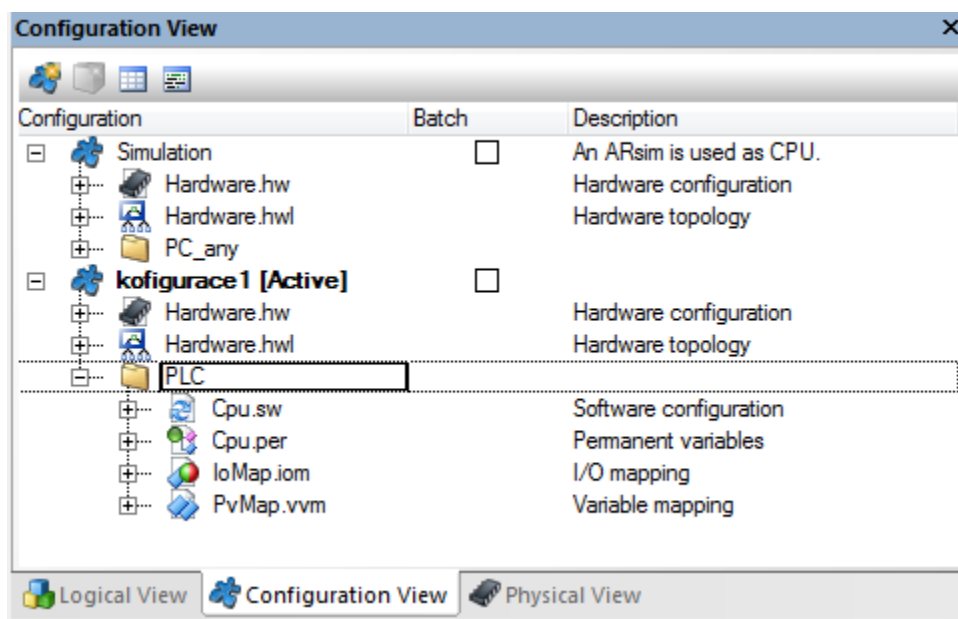 Configuration View
Configuration Batch Description
Simulation An ARsim is used as CPU.
Hardware.hw Hardware configuration
Hardware.hwl Hardware topology
PC_any
kofigurace1 [Active]
Hardware.hw Hardware configuration
Hardware.hwl Hardware topology
PLC
Cpu.sw Software configuration
Cpu.per Permanent variables
IoMap.iom I/O mapping
PvMap.vvm Variable mapping
Logical View Configuration View Physical View